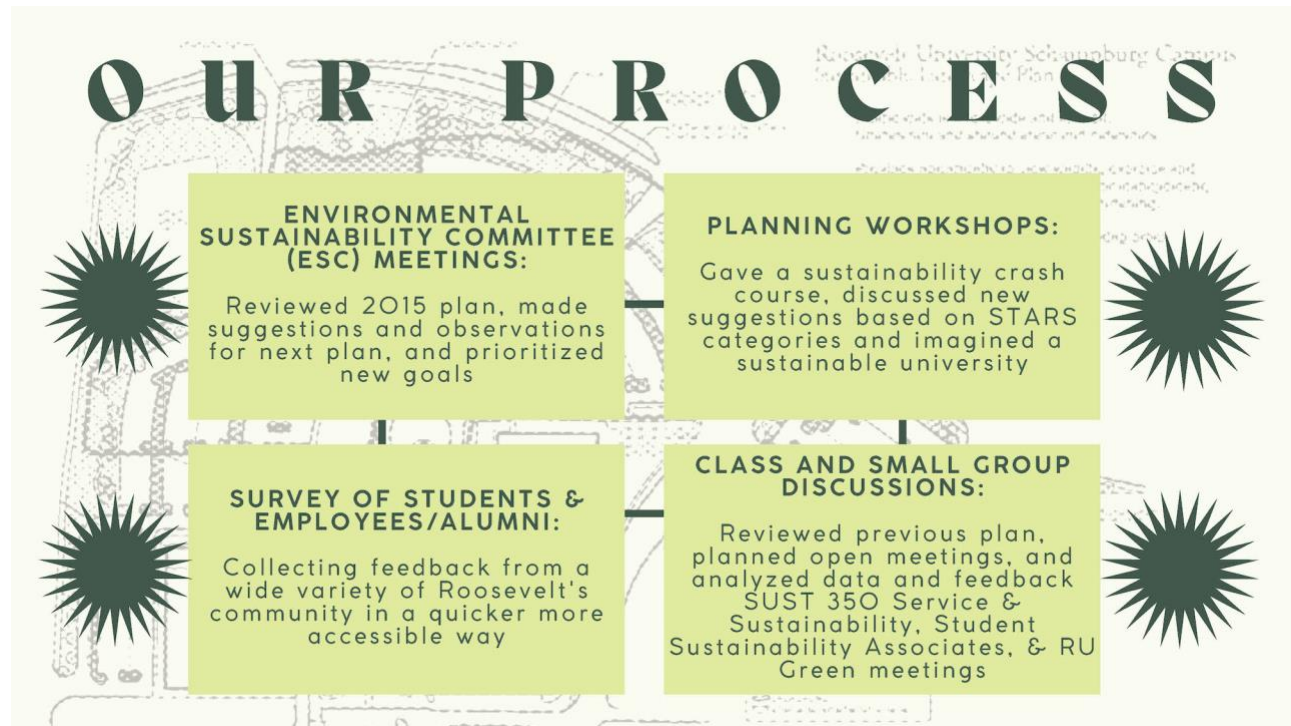 OUR PROCESS
Roosevelt University Schaumburg Campus
ENVIRONMENTAL
SUSTAINABILITY COMMITTEE
(ESC) MEETINGS:
Reviewed 2015 plan, made
suggestions and observations
for next plan, and prioritized
new goals
PLANNING WORKSHOPS:
Gave a sustainability crash
course, discussed new
suggestions based on STARS
categories and imagined a
sustainable university
SURVEY OF STUDENTS &
EMPLOYEES/ALUMNI:
Collecting feedback from a
wide variety of Roosevelt's
community in a quicker more
accessible way
CLASS AND SMALL GROUP
DISCUSSIONS:
Reviewed previous plan,
planned open meetings, and
analyzed data and feedback
SUST 350 Service &
Sustainability, Student
Sustainability Associates, & RU
Green meetings